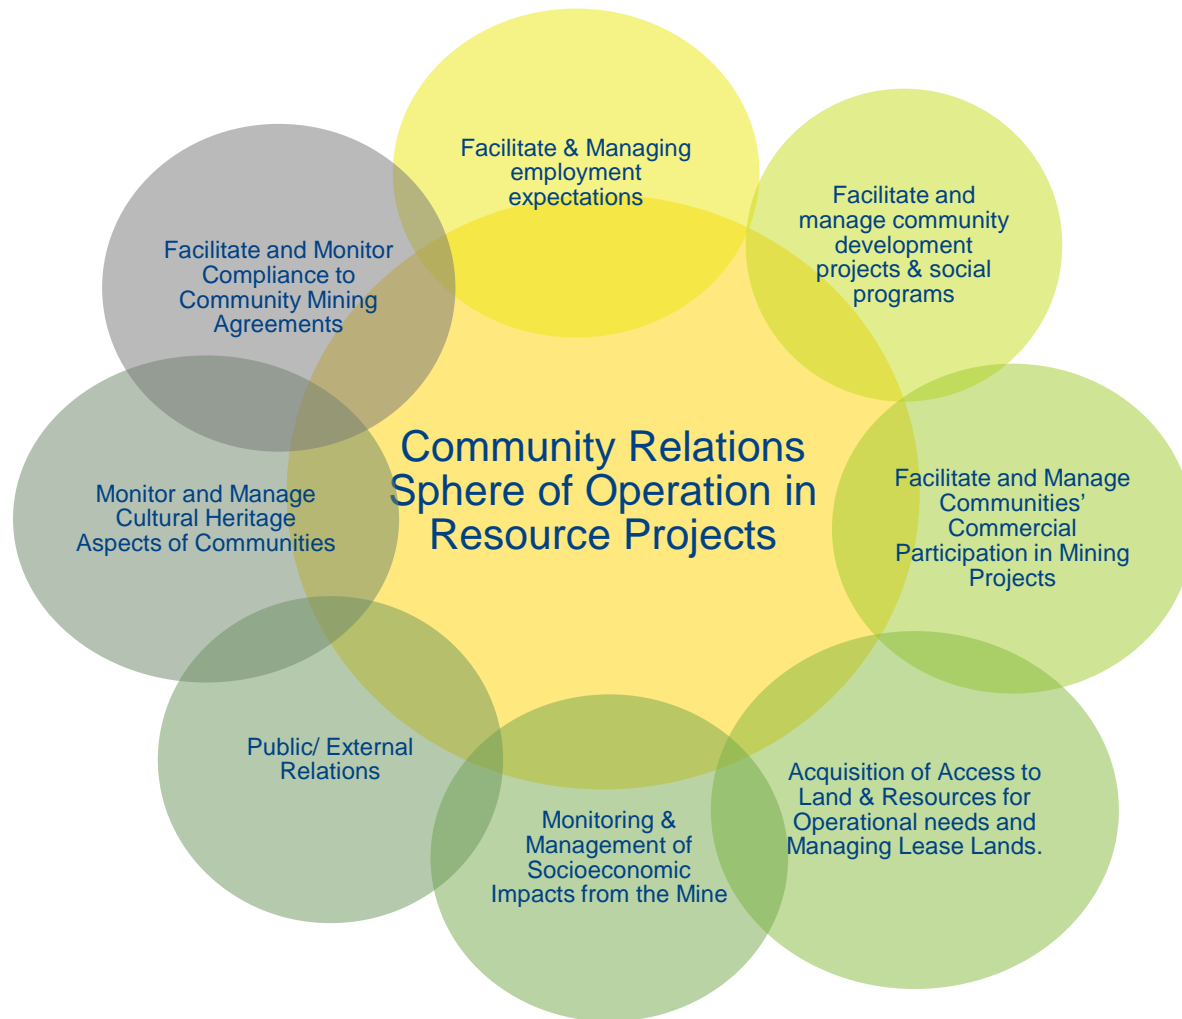 Facilitate & Managing
employment
expectations
Facilitate and
manage community
development
projects & social
programs
Facilitate and Monitor
Compliance to
Community Mining
Agreements
Community Relations
Sphere of Operation in
Resource Projects
Facilitate and Manage
Communities’
Commercial
Participation in Mining
Projects
Monitor and Manage
Cultural Heritage
Aspects of Communities
Public/ External
Relations
Acquisition of Access to
Land & Resources for
Operational needs and
Managing Lease Lands.
Monitoring &
Management of
Socioeconomic
Impacts from the Mine